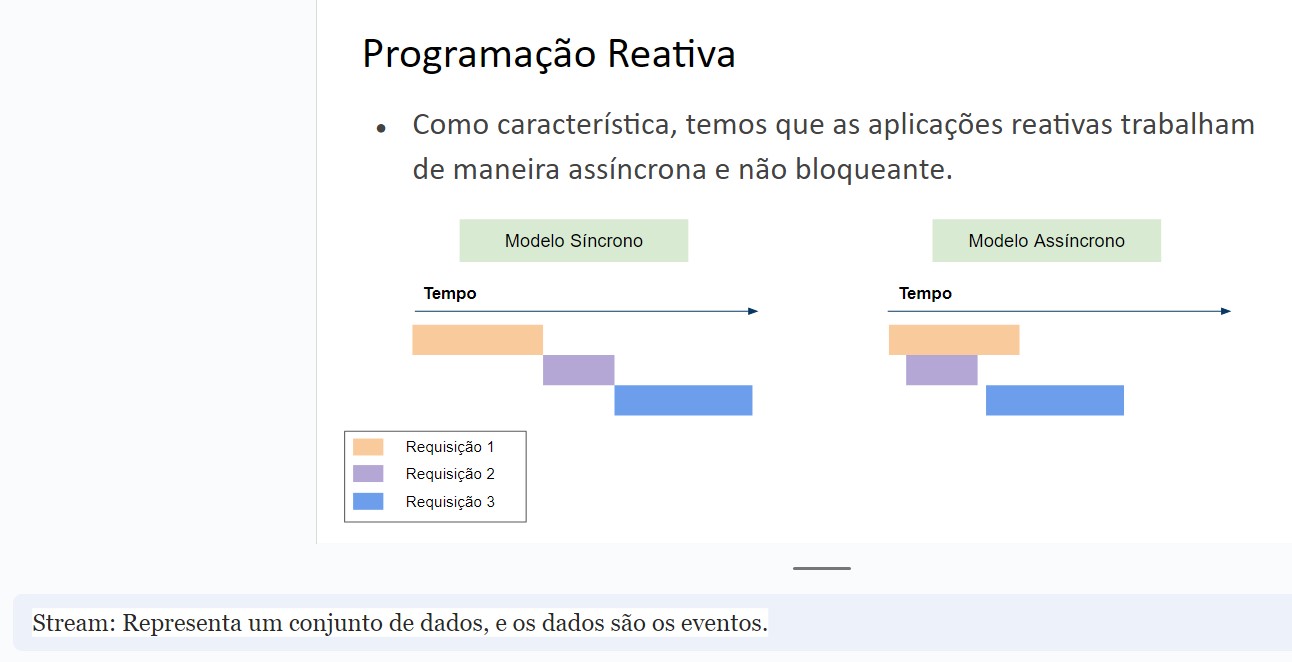 Programação Reativa
• Como característica, temos que as aplicações reativas trabalham
de maneira assíncrona e não bloqueante.
Modelo Síncrono
Modelo Assíncrono
Tempo
Tempo
Requisição 1
Requisição 2
Requisição 3
Stream: Representa um conjunto de dados, e os dados são os eventos.